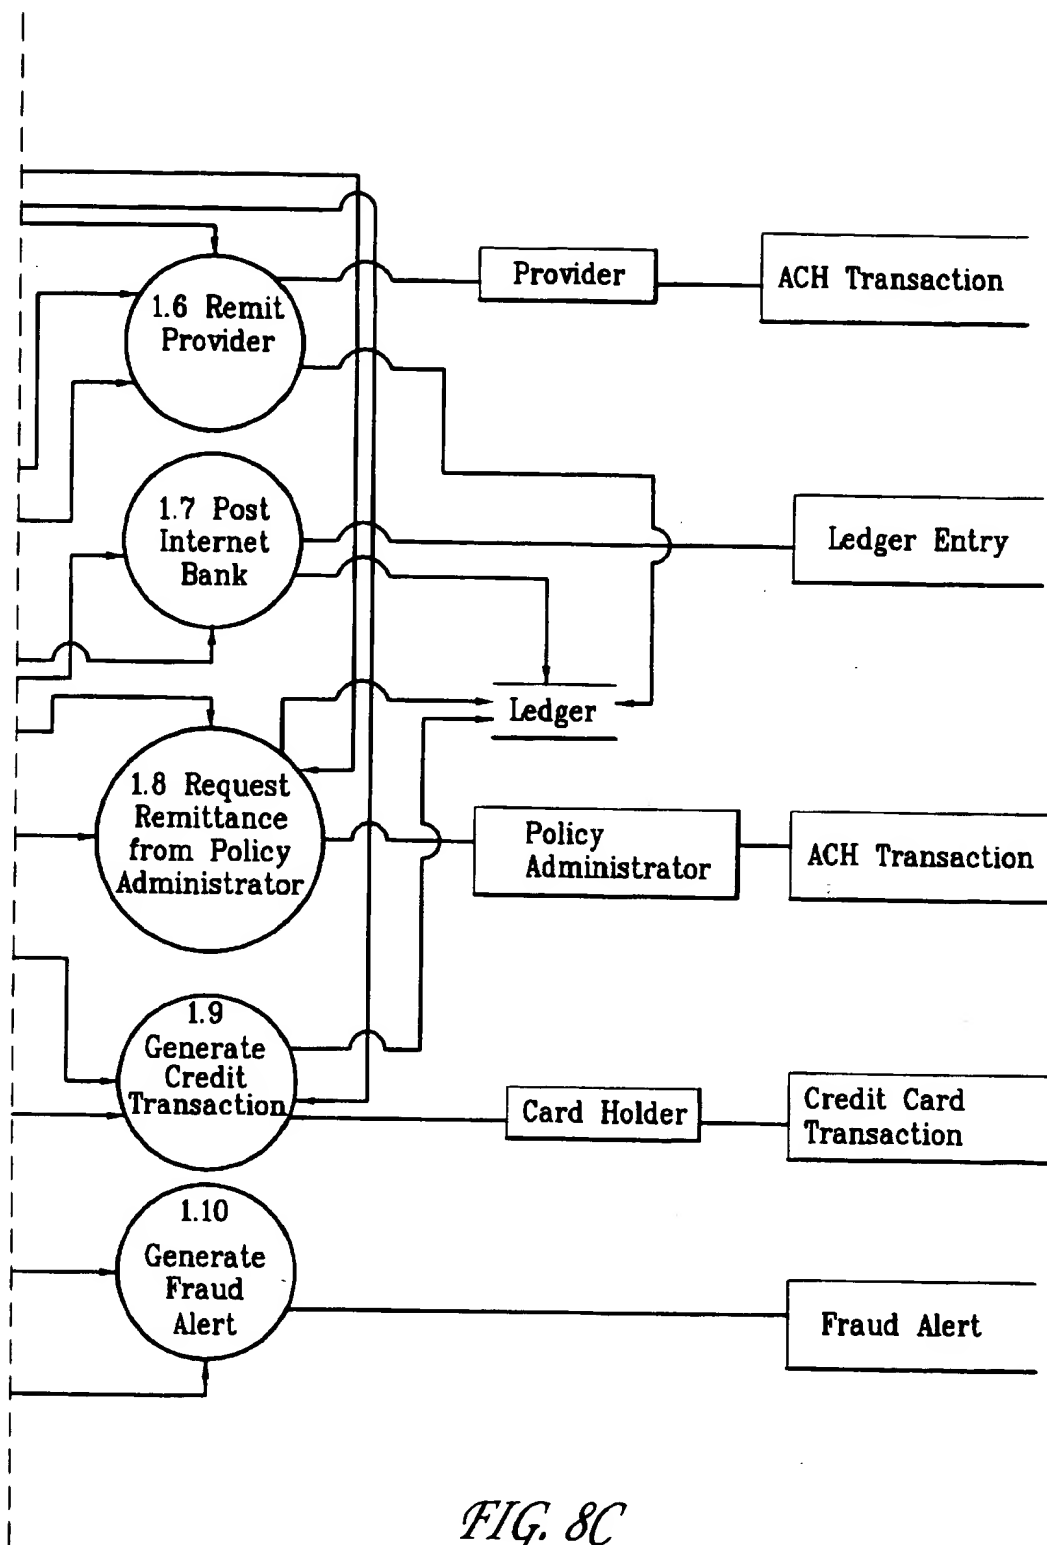 1.6 Remit
Provider
Provider
ACH Transaction
1.7 Post
Internet
Bank
Ledger Entry
Ledger
1.8 Request
Remittance
from Policy
Administrator
Policy
Administrator
ACH Transaction
1.9
Generate
Credit
Transaction
Card Holder
Credit Card
Transaction
1.10
Generate
Fraud
Alert
Fraud Alert
FIG. 8C